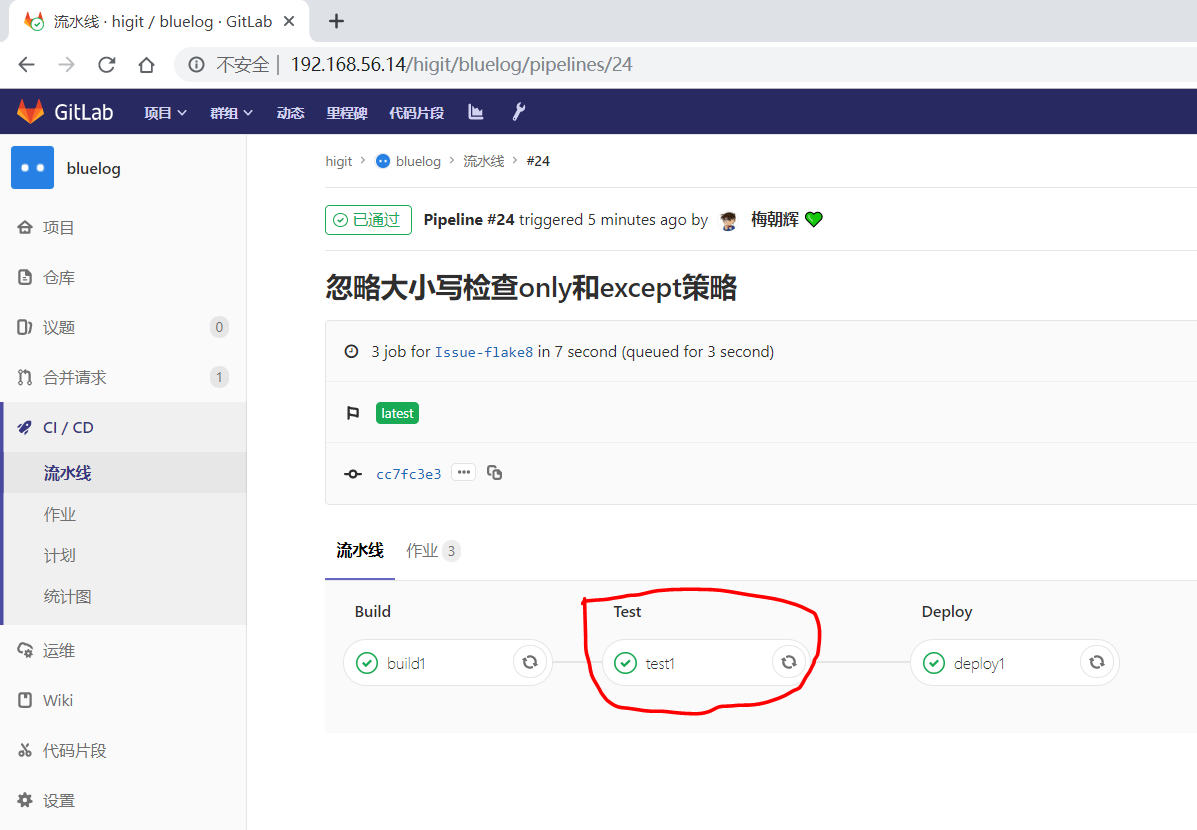 流水线 · higit / bluelog · GitLab
不安全 | 192.168.56.14/higit/bluelog/pipelines/24
GitLab 项目 群组 动态 里程碑 代码片段
bluelog
项目
仓库
议题 0
合并请求 1
CI / CD
流水线
作业
计划
统计图
运维
Wiki
代码片段
设置
higit > bluelog > 流水线 > #24
已通过 Pipeline #24 triggered 5 minutes ago by 梅朝辉
忽略大小写检查only和except策略
3 job for Issue-flake8 in 7 second (queued for 3 second)
latest
cc7fc3e3 ···
流水线 作业 3
Build Test Deploy
build1 test1 deploy1